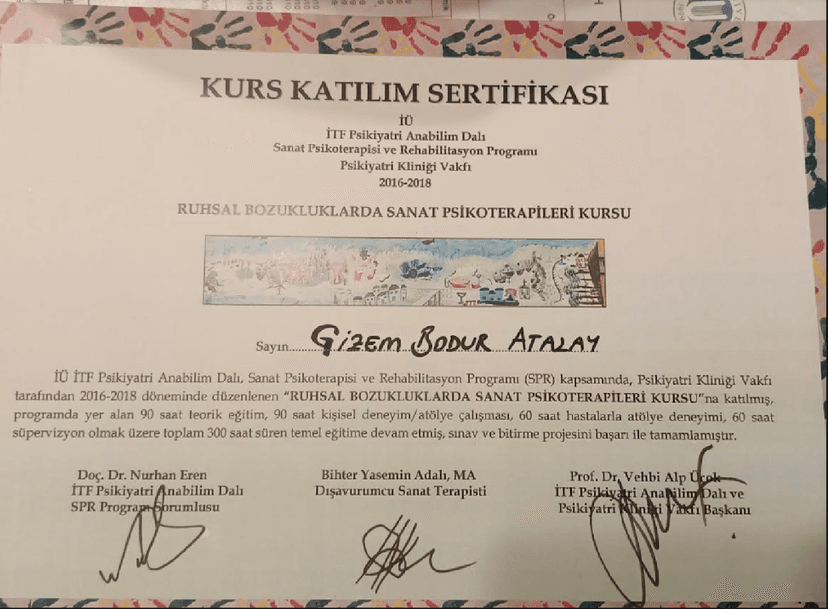 KURS KATILIM SERTİFİKASI
İÜ
İTF Psikiyatri Anabilim Dalı
Sanat Psikoterapisi ve Rehabilitasyon Programı
Psikiyatri Kliniği Vakfı
2016-2018
RUHSAL BOZUKLUKLARDA SANAT PSİKOTERAPİLERİ KURSU
Sayın......GİZEM BODUR ATALAY
İÜ İTF Psikiyatri Anabilim Dalı, Sanat Psikoterapisi ve Rehabilitasyon Programı (SPR) kapsamında, Psikiyatri Kliniği Vakfı
tarafından 2016-2018 döneminde düzenlenen "RUHSAL BOZUKLUKLARDA SANAT PSİKOTERAPİLERİ KURSU"na katılmış,
programda yer alan 90 saat teorik eğitim, 90 saat kişisel deneyim/atölye çalışması, 60 saat hastalarla atölye deneyimi, 60 saat
süpervizyon olmak üzere toplam 300 saat süren temel eğitime devam etmiş, sınav ve bitirme projesini başarı ile tamamlamıştır.
Doç. Dr. Nurhan Eren
İTF Psikiyatri Anabilim Dalı
SPR Program Sorumlusu
Bihter Yasemin Adalı, MA
Dışavurumcu Sanat Terapisti
Prof. Dr. Vehbi Alp Üçok
İTF Psikiyatri Anabilim Dalı ve
Psikiyatri Kliniği Vakfı Başkanı